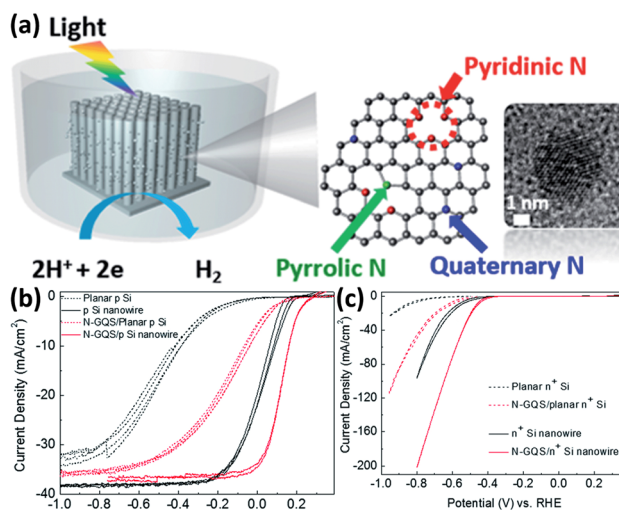 (a)
Light
2H⁺ + 2e
H₂
Pyridinic N
Pyrrolic N
Quaternary N
1 nm
(b)
Planar p Si
p Si nanowire
N-GQS/Planar p Si
N-GQS/p Si nanowire
Current Density (mA/cm²)
0
-10
-20
-30
-40
-1.0 -0.8 -0.6 -0.4 -0.2 0.0 0.2
(c)
Planar n⁺ Si
N-GQS/planar n⁺ Si
n⁺ Si nanowire
N-GQS/n⁺ Si nanowire
Current Density (mA/cm²)
0
-40
-80
-120
-160
-200
-1.0 -0.8 -0.6 -0.4 -0.2 0.0 0.2
Potential (V) vs. RHE